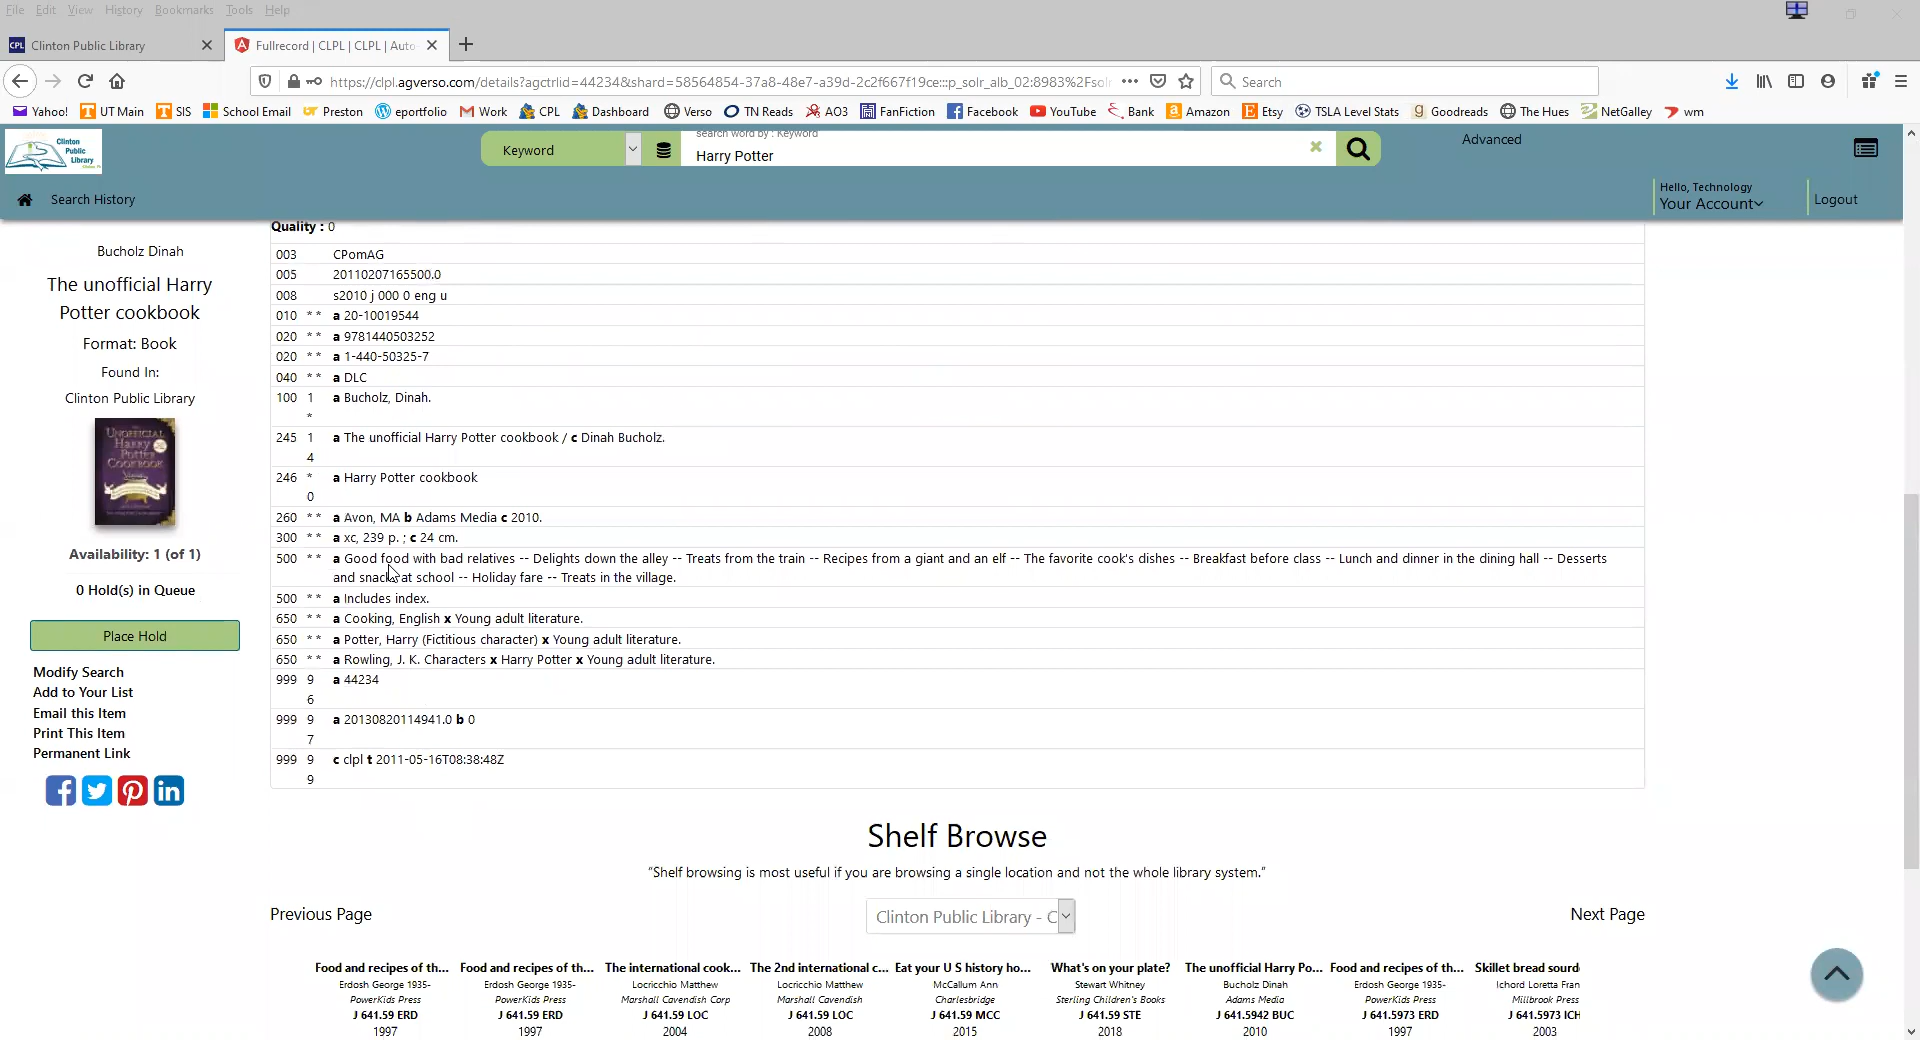 File Edit View History Bookmarks Tools Help
CPL Clinton Public Library
Fullrecord | CLPL | CLPL | Auto
https://clpl.agverso.com/details?agctrlid=44234&shard=58564854-37a8-48e7-a39d-2c2f667f19ce:::p_solr_alb_02:8983%2Fsolr
Search
Yahoo! UT Main SIS School Email Preston eportfolio Work CPL Dashboard Verso TN Reads AO3 FanFiction Facebook YouTube Bank Amazon Etsy TSLA Level Stats Goodreads The Hues NetGalley wm
Clinton Public Library
Keyword
search word by : Keyword
Harry Potter
Advanced
Search History
Hello, Technology
Your Account
Logout
Bucholz Dinah
The unofficial Harry
Potter cookbook
Format: Book
Found In:
Clinton Public Library
UNOFFICIAL
HARRY
POTTER
COOKBOOK
Availability: 1 (of 1)
0 Hold(s) in Queue
Place Hold
Modify Search
Add to Your List
Email this Item
Print This Item
Permanent Link
Quality : 0
003 CPomAG
005 20110207165500.0
008 s2010 j 000 0 eng u
010 * * a 20-10019544
020 * * a 9781440503252
020 * * a 1-440-50325-7
040 * * a DLC
100 1 a Bucholz, Dinah.
*
245 1 a The unofficial Harry Potter cookbook / c Dinah Bucholz.
4
246 * a Harry Potter cookbook
0
260 * * a Avon, MA b Adams Media c 2010.
300 * * a xc, 239 p. ; c 24 cm.
500 * * a Good food with bad relatives -- Delights down the alley -- Treats from the train -- Recipes from a giant and an elf -- The favorite cook's dishes -- Breakfast before class -- Lunch and dinner in the dining hall -- Desserts
and snacks at school -- Holiday fare -- Treats in the village.
500 * * a Includes index.
650 * * a Cooking, English x Young adult literature.
650 * * a Potter, Harry (Fictitious character) x Young adult literature.
650 * * a Rowling, J. K. Characters x Harry Potter x Young adult literature.
999 9 a 44234
6
999 9 a 20130820114941.0 b 0
7
999 9 c clpl t 2011-05-16T08:38:48Z
9
Shelf Browse
"Shelf browsing is most useful if you are browsing a single location and not the whole library system."
Previous Page
Clinton Public Library - C
Next Page
Food and recipes of th... Food and recipes of th... The international cook... The 2nd international c... Eat your U S history ho... What's on your plate? The unofficial Harry Po... Food and recipes of th... Skillet bread sourd
Erdosh George 1935- Erdosh George 1935- Locricchio Matthew Locricchio Matthew McCallum Ann Stewart Whitney Bucholz Dinah Erdosh George 1935- Ichord Loretta Fran
PowerKids Press PowerKids Press Marshall Cavendish Corp Marshall Cavendish Charlesbridge Sterling Children's Books Adams Media PowerKids Press Millbrook Press
J 641.59 ERD J 641.59 ERD J 641.59 LOC J 641.59 LOC J 641.59 MCC J 641.59 STE J 641.5942 BUC J 641.5973 ERD J 641.5973 ICH
1997 1997 2004 2008 2015 2018 2010 1997 2003